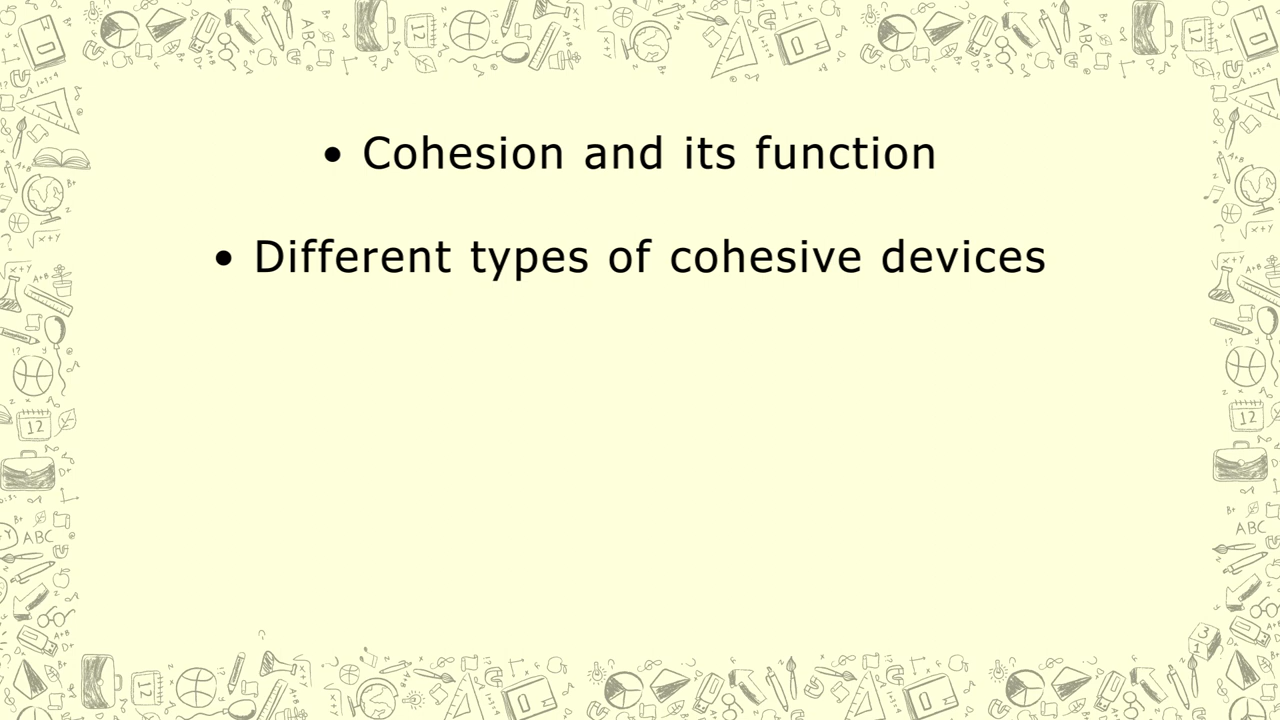 • Cohesion and its function
• Different types of cohesive devices